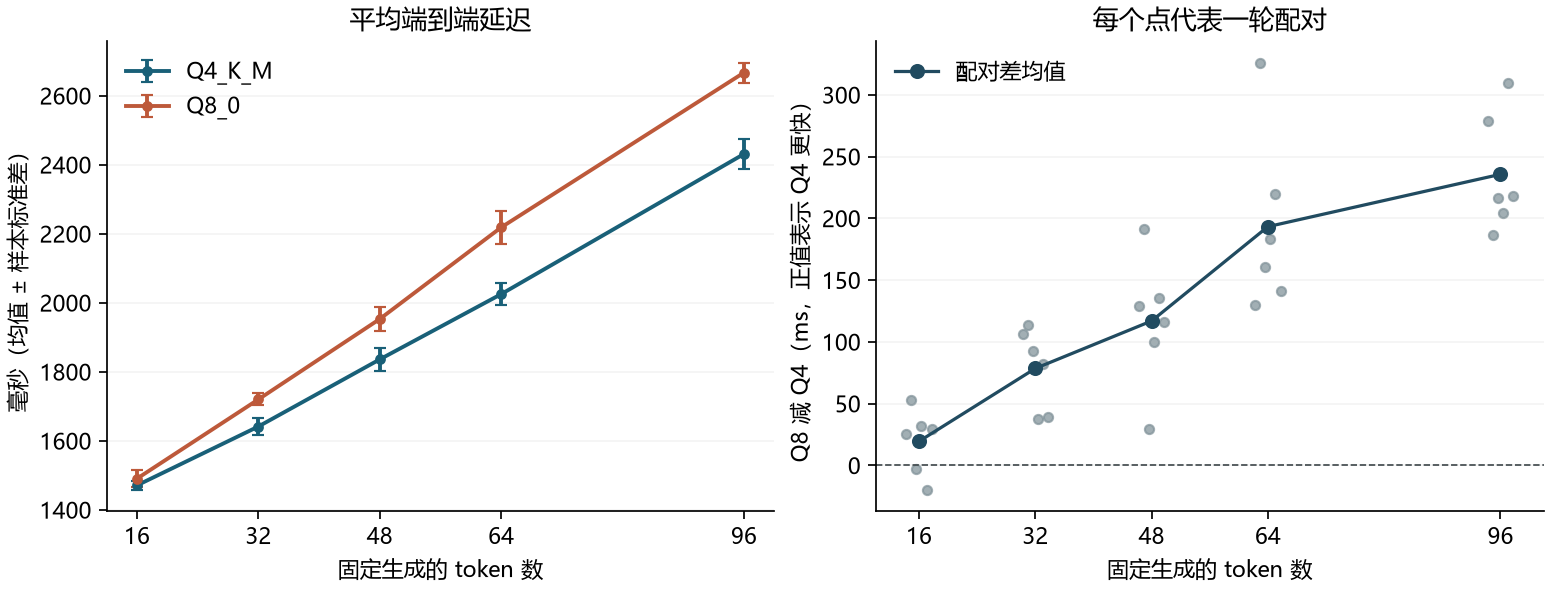 平均端到端延迟
Q4_K_M
Q8_0
毫秒（均值 ± 样本标准差）
2600
2400
2200
2000
1800
1600
1400
16 32 48 64 96
固定生成的 token 数
每个点代表一轮配对
配对差均值
Q8 减 Q4（ms，正值表示 Q4 更快）
300
250
200
150
100
50
0
16 32 48 64 96
固定生成的 token 数